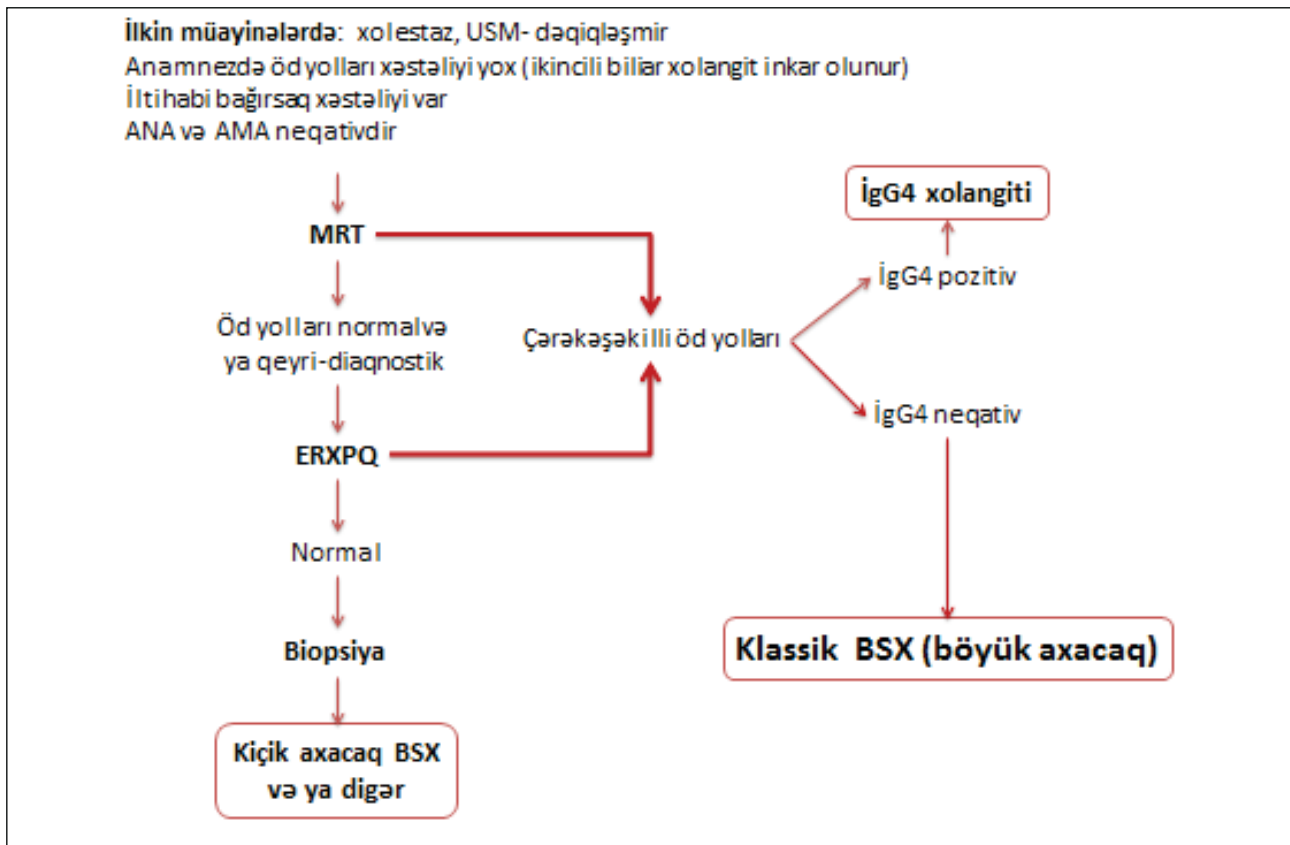 İlkin müayinələrdə: xolestaz, USM- dəqiqləşmir
Anamnezdə öd yolları xəstəliyi yox (ikincili biliar xolangit inkar olunur)
İltihabi bağırsaq xəstəliyi var
ANA və AMA neqativdir
MRT
Öd yolları normalvə
ya qeyri-diaqnostik
ERXPQ
Normal
Biopsiya
Kiçik axacaq BSX
və ya digər
Çərəkəşəkilli öd yolları
İgG4 xolangiti
İgG4 pozitiv
İgG4 neqativ
Klassik BSX (böyük axacaq)